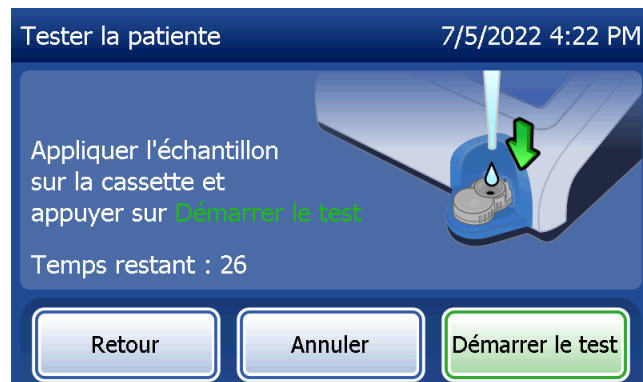 Tester la patiente 7/5/2022 4:22 PM
Appliquer l'échantillon
sur la cassette et
appuyer sur Démarrer le test
Temps restant : 26
Retour Annuler Démarrer le test